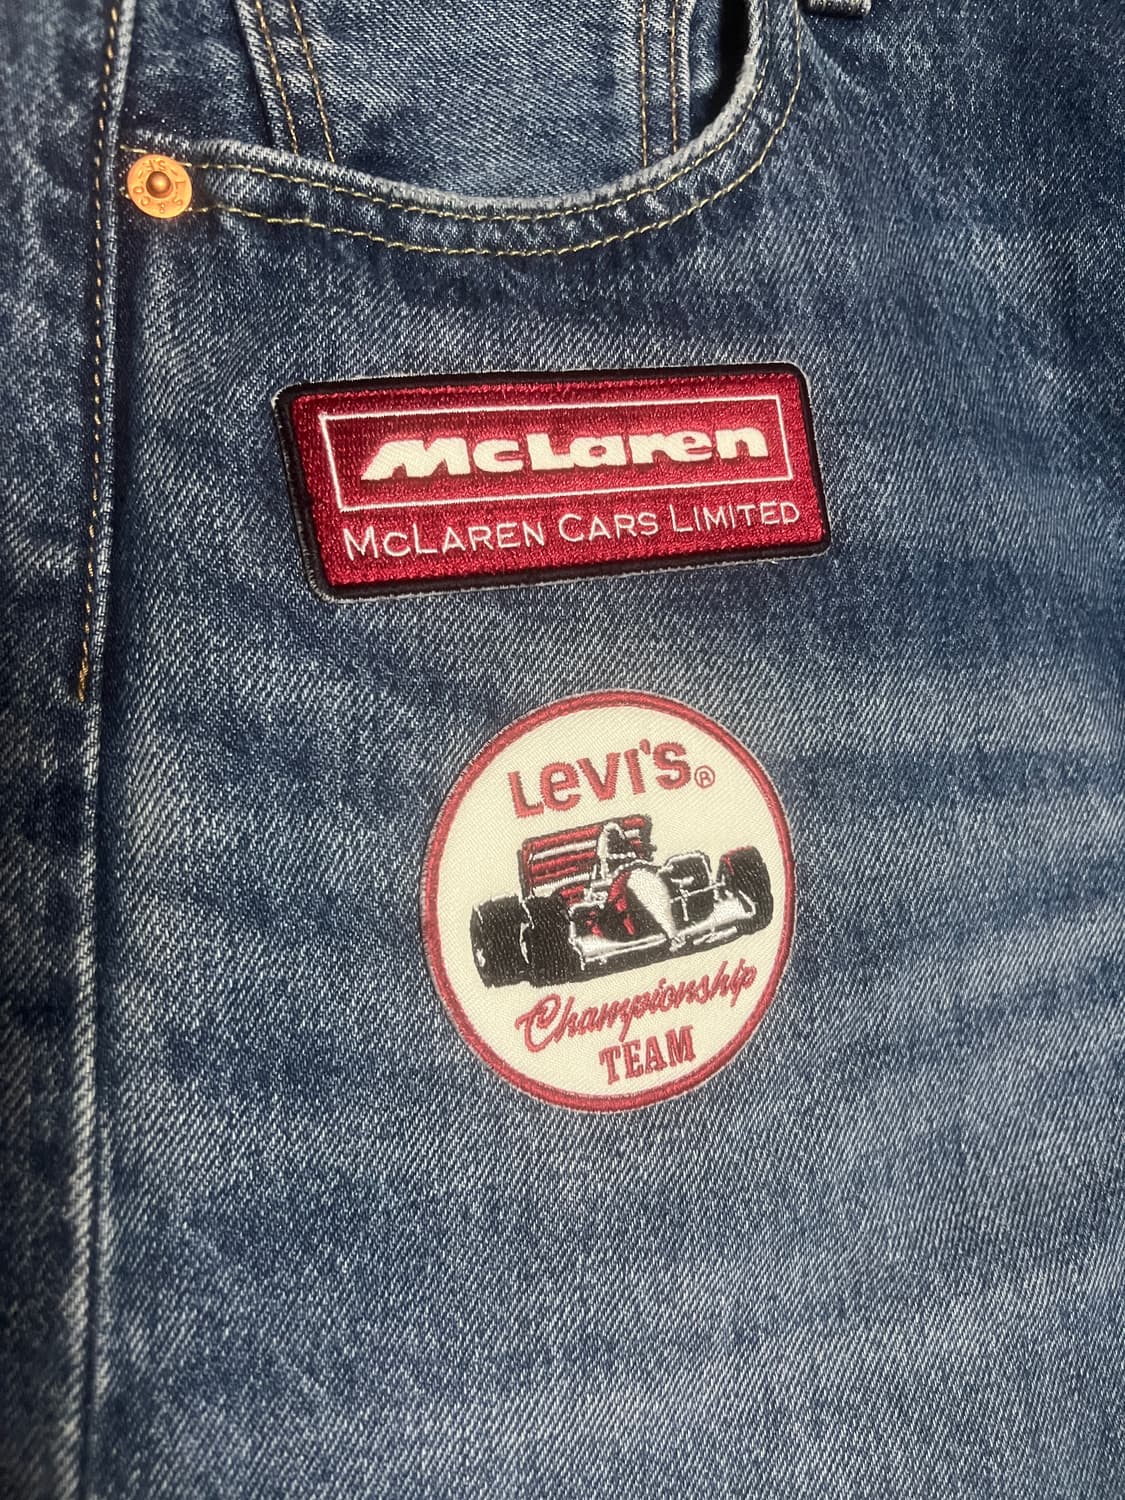 McLaren
McLAREN CARS LIMITED
Levi's®
Championship
TEAM